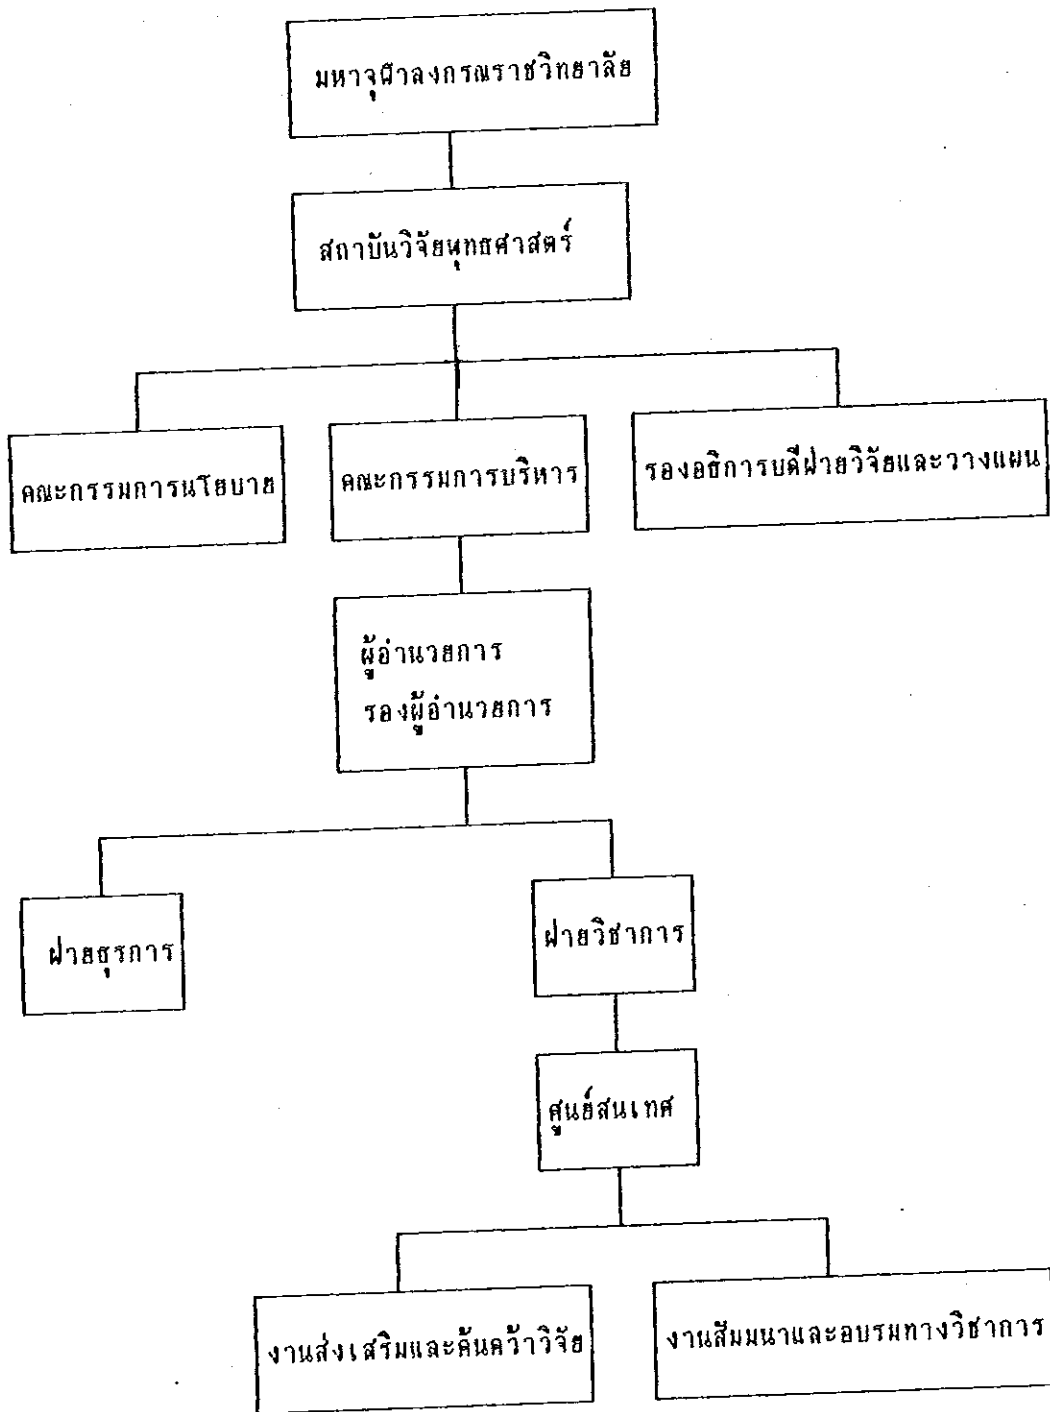 มหาจุฬาลงกรณราชวิทยาลัย
สถาบันวิจัยพุทธศาสตร์
คณะกรรมการนโยบาย
คณะกรรมการบริหาร
รองอธิการบดีฝ่ายวิจัยและวางแผน
ผู้อำนวยการ
รองผู้อำนวยการ
ฝ่ายธุรการ
ฝ่ายวิชาการ
ศูนย์สนเทศ
งานส่งเสริมและค้นคว้าวิจัย
งานสัมมนาและอบรมทางวิชาการ